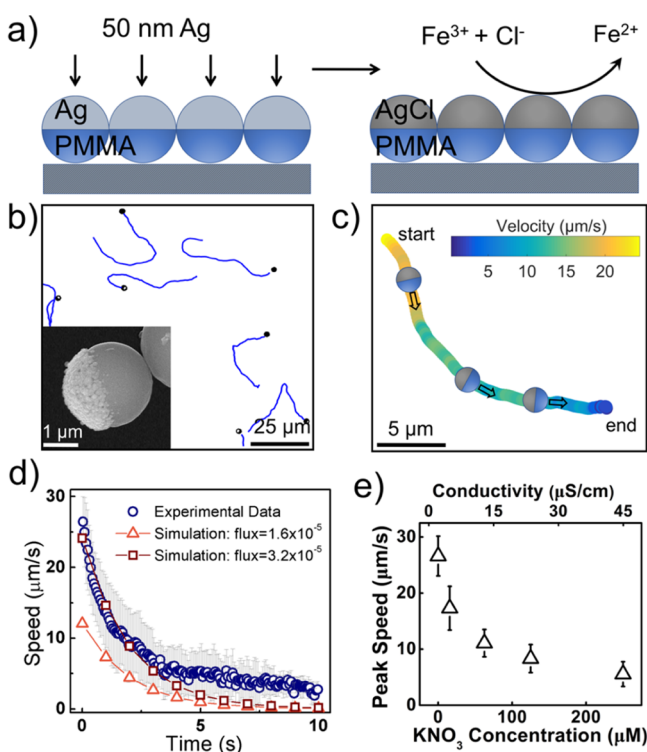 a)
50 nm Ag
Fe³⁺ + Cl⁻
Fe²⁺
Ag
PMMA
AgCl
PMMA
b)
1 μm
25 μm
c)
start
Velocity (μm/s)
5 10 15 20
end
5 μm
d)
Speed (μm/s)
30
20
10
0
Experimental Data
Simulation: flux=1.6x10⁻⁵
Simulation: flux=3.2x10⁻⁵
0 5 10
Time (s)
e)
Conductivity (μS/cm)
0 15 30 45
Peak Speed (μm/s)
30
20
10
0
0 100 200
KNO₃ Concentration (μM)